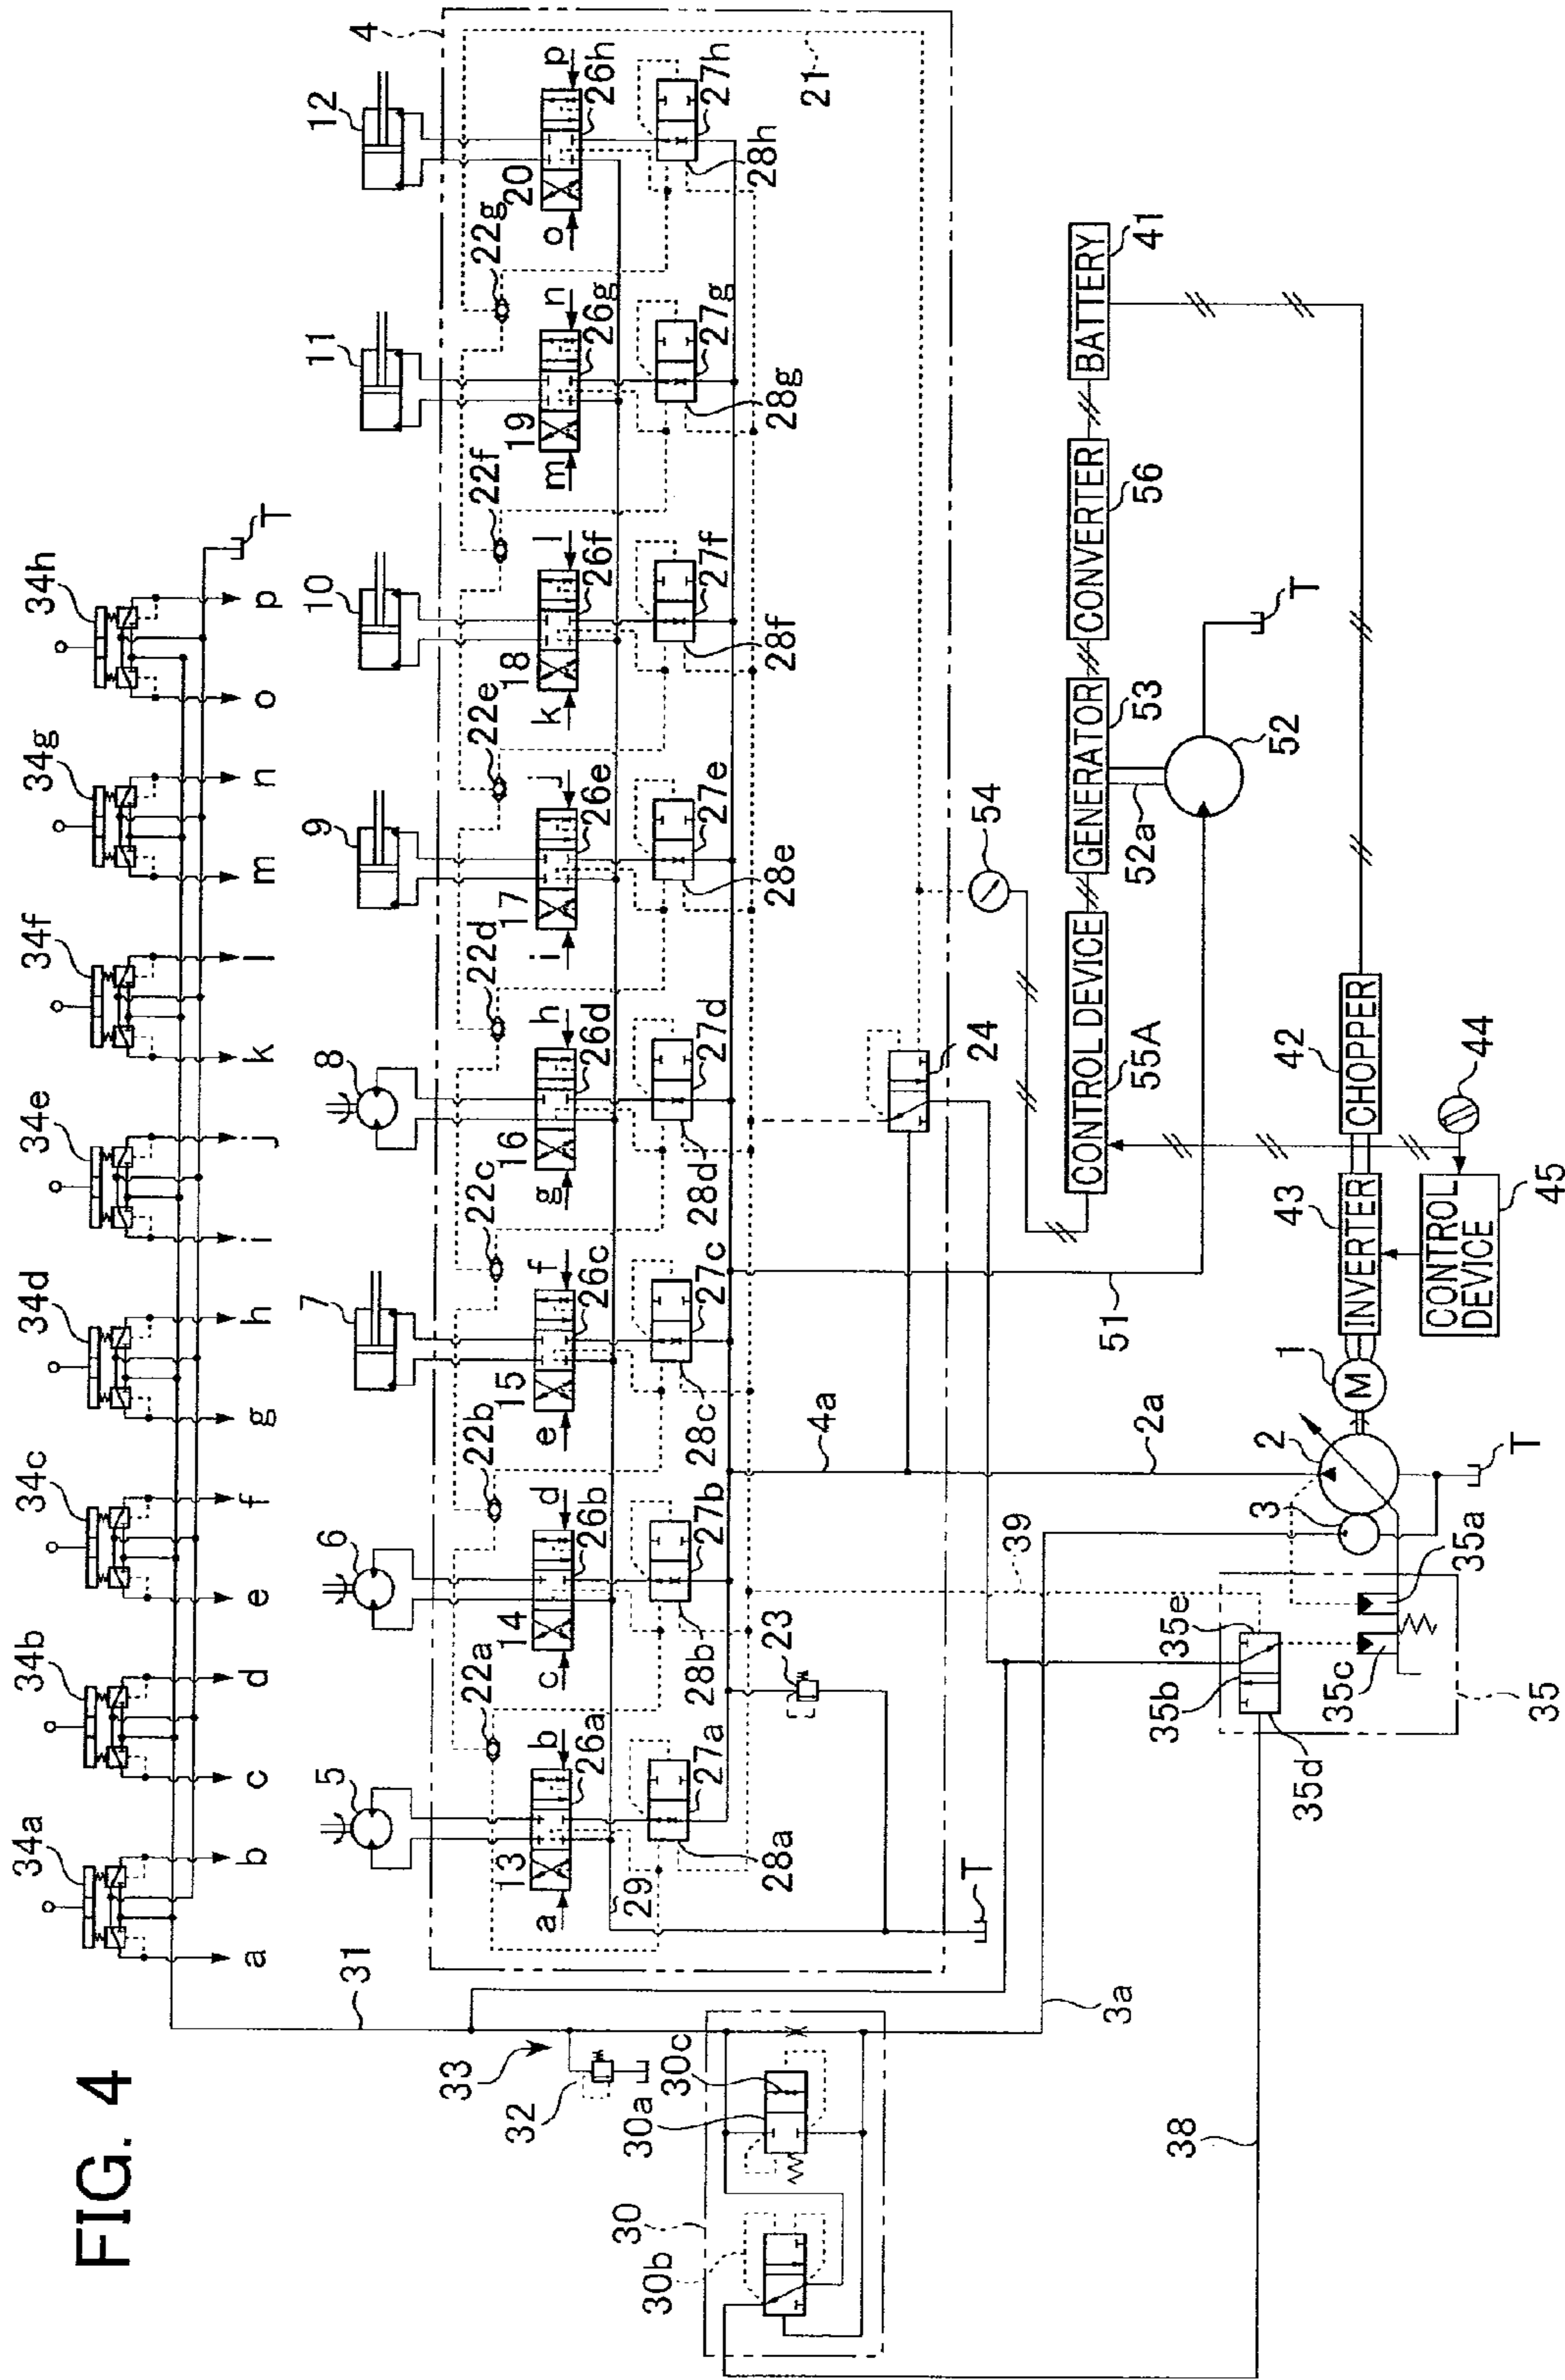 FIG. 4
34a
34b
34c
34d
34e
34f
34g
34h
T
a
b
c
d
e
f
g
h
i
j
k
l
m
n
o
p
31
33
32
5
6
7
8
9
10
11
12
4
22a
22b
22c
22d
22e
22f
22g
21
a
13
b
26a
c
14
d
26b
e
15
f
26c
g
16
h
26d
i
17
j
26e
k
18
l
26f
m
19
n
26g
o
20
p
26h
29
28a
27a
28b
27b
28c
27c
28d
27d
28e
27e
28f
27f
28g
27g
28h
27h
23
24
T
4a
30
30a
30b
30c
3a
38
39
2a
51
54
CONTROL DEVICE
55A
GENERATOR
53
CONVERTER
56
BATTERY
41
52a
52
T
35b
35e
35d
35c
35a
35
3
2
1
M
T
INVERTER
43
CHOPPER
42
44
CONTROL
DEVICE
45